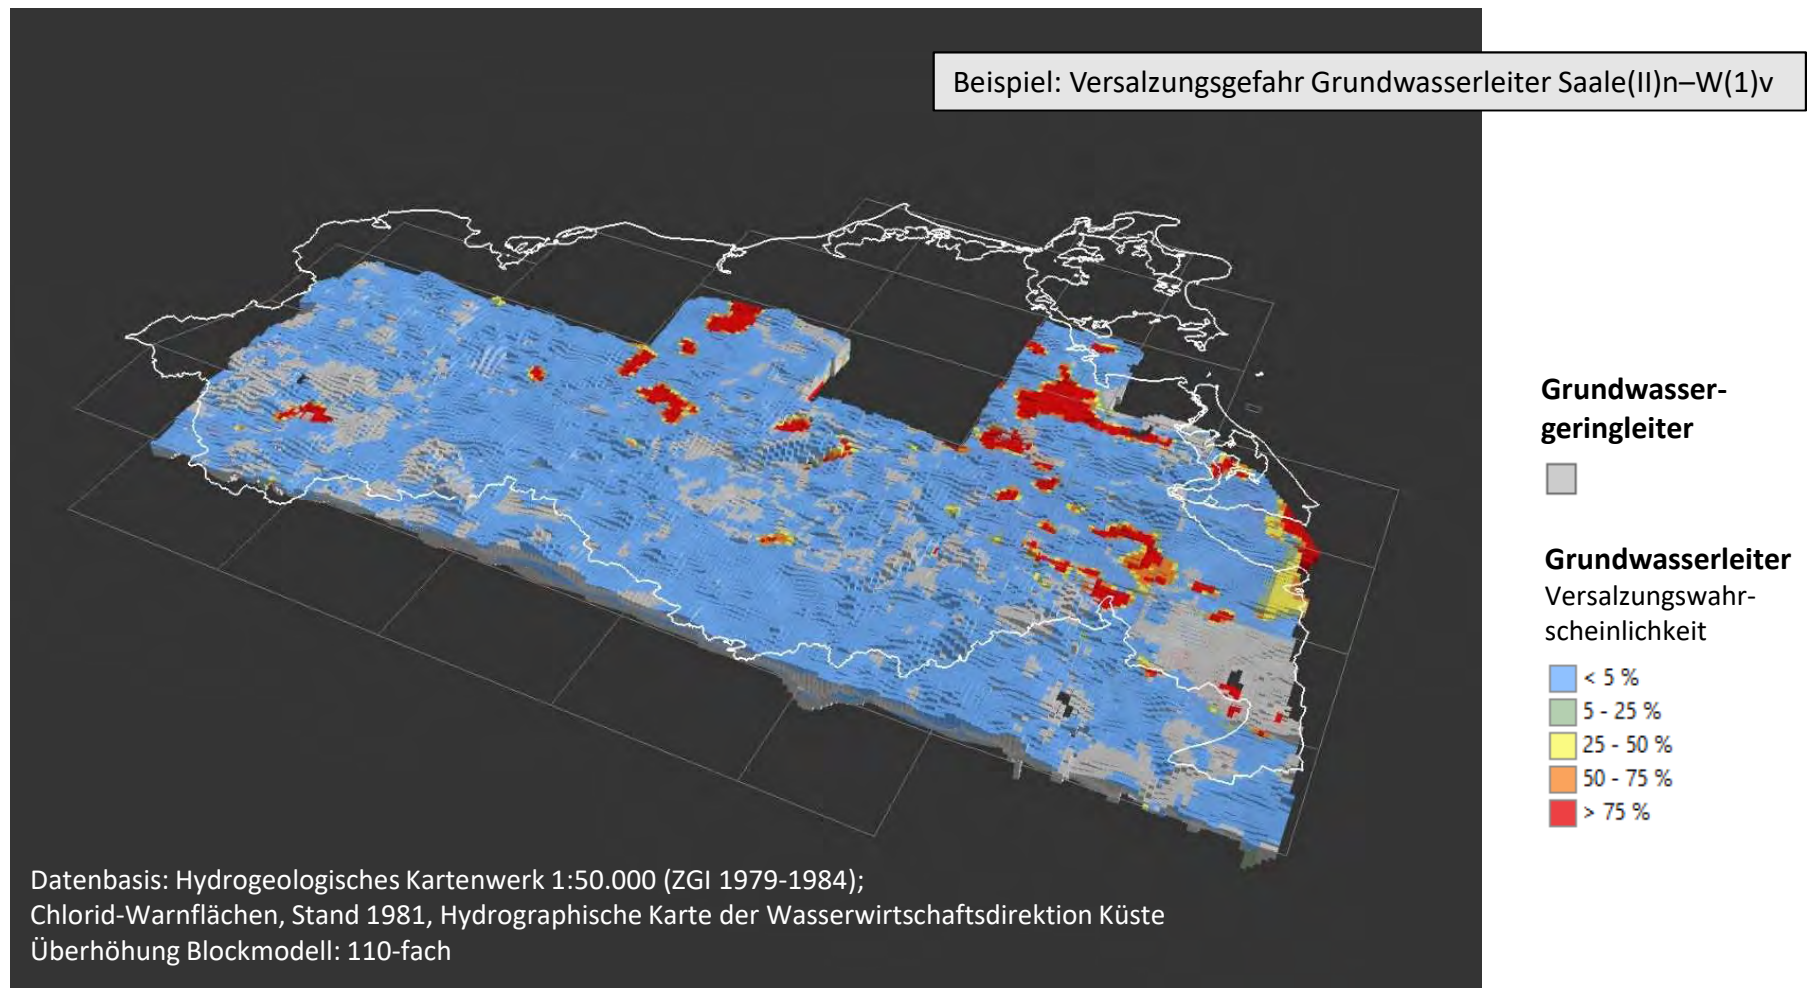 Beispiel: Versalzungsgefahr Grundwasserleiter Saale(II)n–W(1)v
Grundwasser-
geringleiter
Grundwasserleiter
Versalzungswahr-
scheinlichkeit
< 5 %
5 - 25 %
25 - 50 %
50 - 75 %
> 75 %
Datenbasis: Hydrogeologisches Kartenwerk 1:50.000 (ZGI 1979-1984);
Chlorid-Warnflächen, Stand 1981, Hydrographische Karte der Wasserwirtschaftsdirektion Küste
Überhöhung Blockmodell: 110-fach